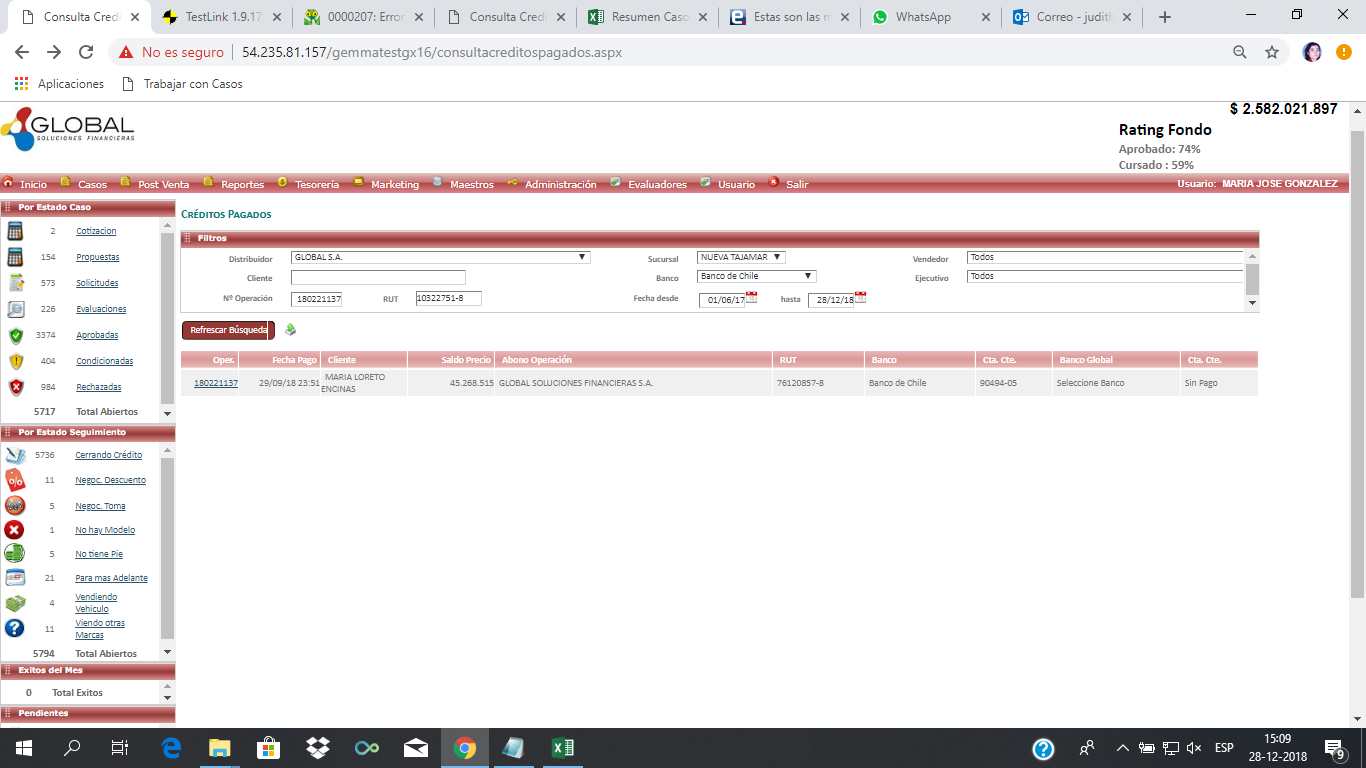 Consulta Credi
TestLink 1.9.17
0000207: Error
Consulta Credi
Resumen Caso
Estas son las m
WhatsApp
Correo - judith
No es seguro
54.235.81.157/gemmatestgx16/consultacreditospagados.aspx
Aplicaciones
Trabajar con Casos
GLOBAL
SOLUCIONES FINANCIERAS
$ 2.582.021.897
Rating Fondo
Aprobado: 74%
Cursado : 59%
Inicio Casos Post Venta Reportes Tesorería Marketing Maestros Administración Evaluadores Usuario Salir
Usuario: MARIA JOSE GONZALEZ
Por Estado Caso
2 Cotizacion
154 Propuestas
573 Solicitudes
226 Evaluaciones
3374 Aprobadas
404 Condicionadas
984 Rechazadas
5717 Total Abiertos
Por Estado Seguimiento
5736 Cerrando Crédito
11 Negoc. Descuento
5 Negoc. Toma
1 No hay Modelo
5 No tiene Pie
21 Para mas Adelante
4 Vendiendo
Vehiculo
11 Viendo otras
Marcas
5794 Total Abiertos
Exitos del Mes
0 Total Exitos
Pendientes
Créditos Pagados
Filtros
Distribuidor GLOBAL S.A. Sucursal NUEVA TAJAMAR Vendedor Todos
Cliente Banco Banco de Chile Ejecutivo Todos
Nº Operación 180221137 RUT 10322751-8 Fecha desde 01/06/17 hasta 28/12/18
Refrescar Búsqueda
Oper. Fecha Pago Cliente Saldo Precio Abono Operación RUT Banco Cta. Cte. Banco Global Cta. Cte.
180221137 29/09/18 23:51 MARIA LORETO ENCINAS 45.268.515 GLOBAL SOLUCIONES FINANCIERAS S.A. 76120857-8 Banco de Chile 90494-05 Seleccione Banco Sin Pago
ESP
15:09
28-12-2018
9